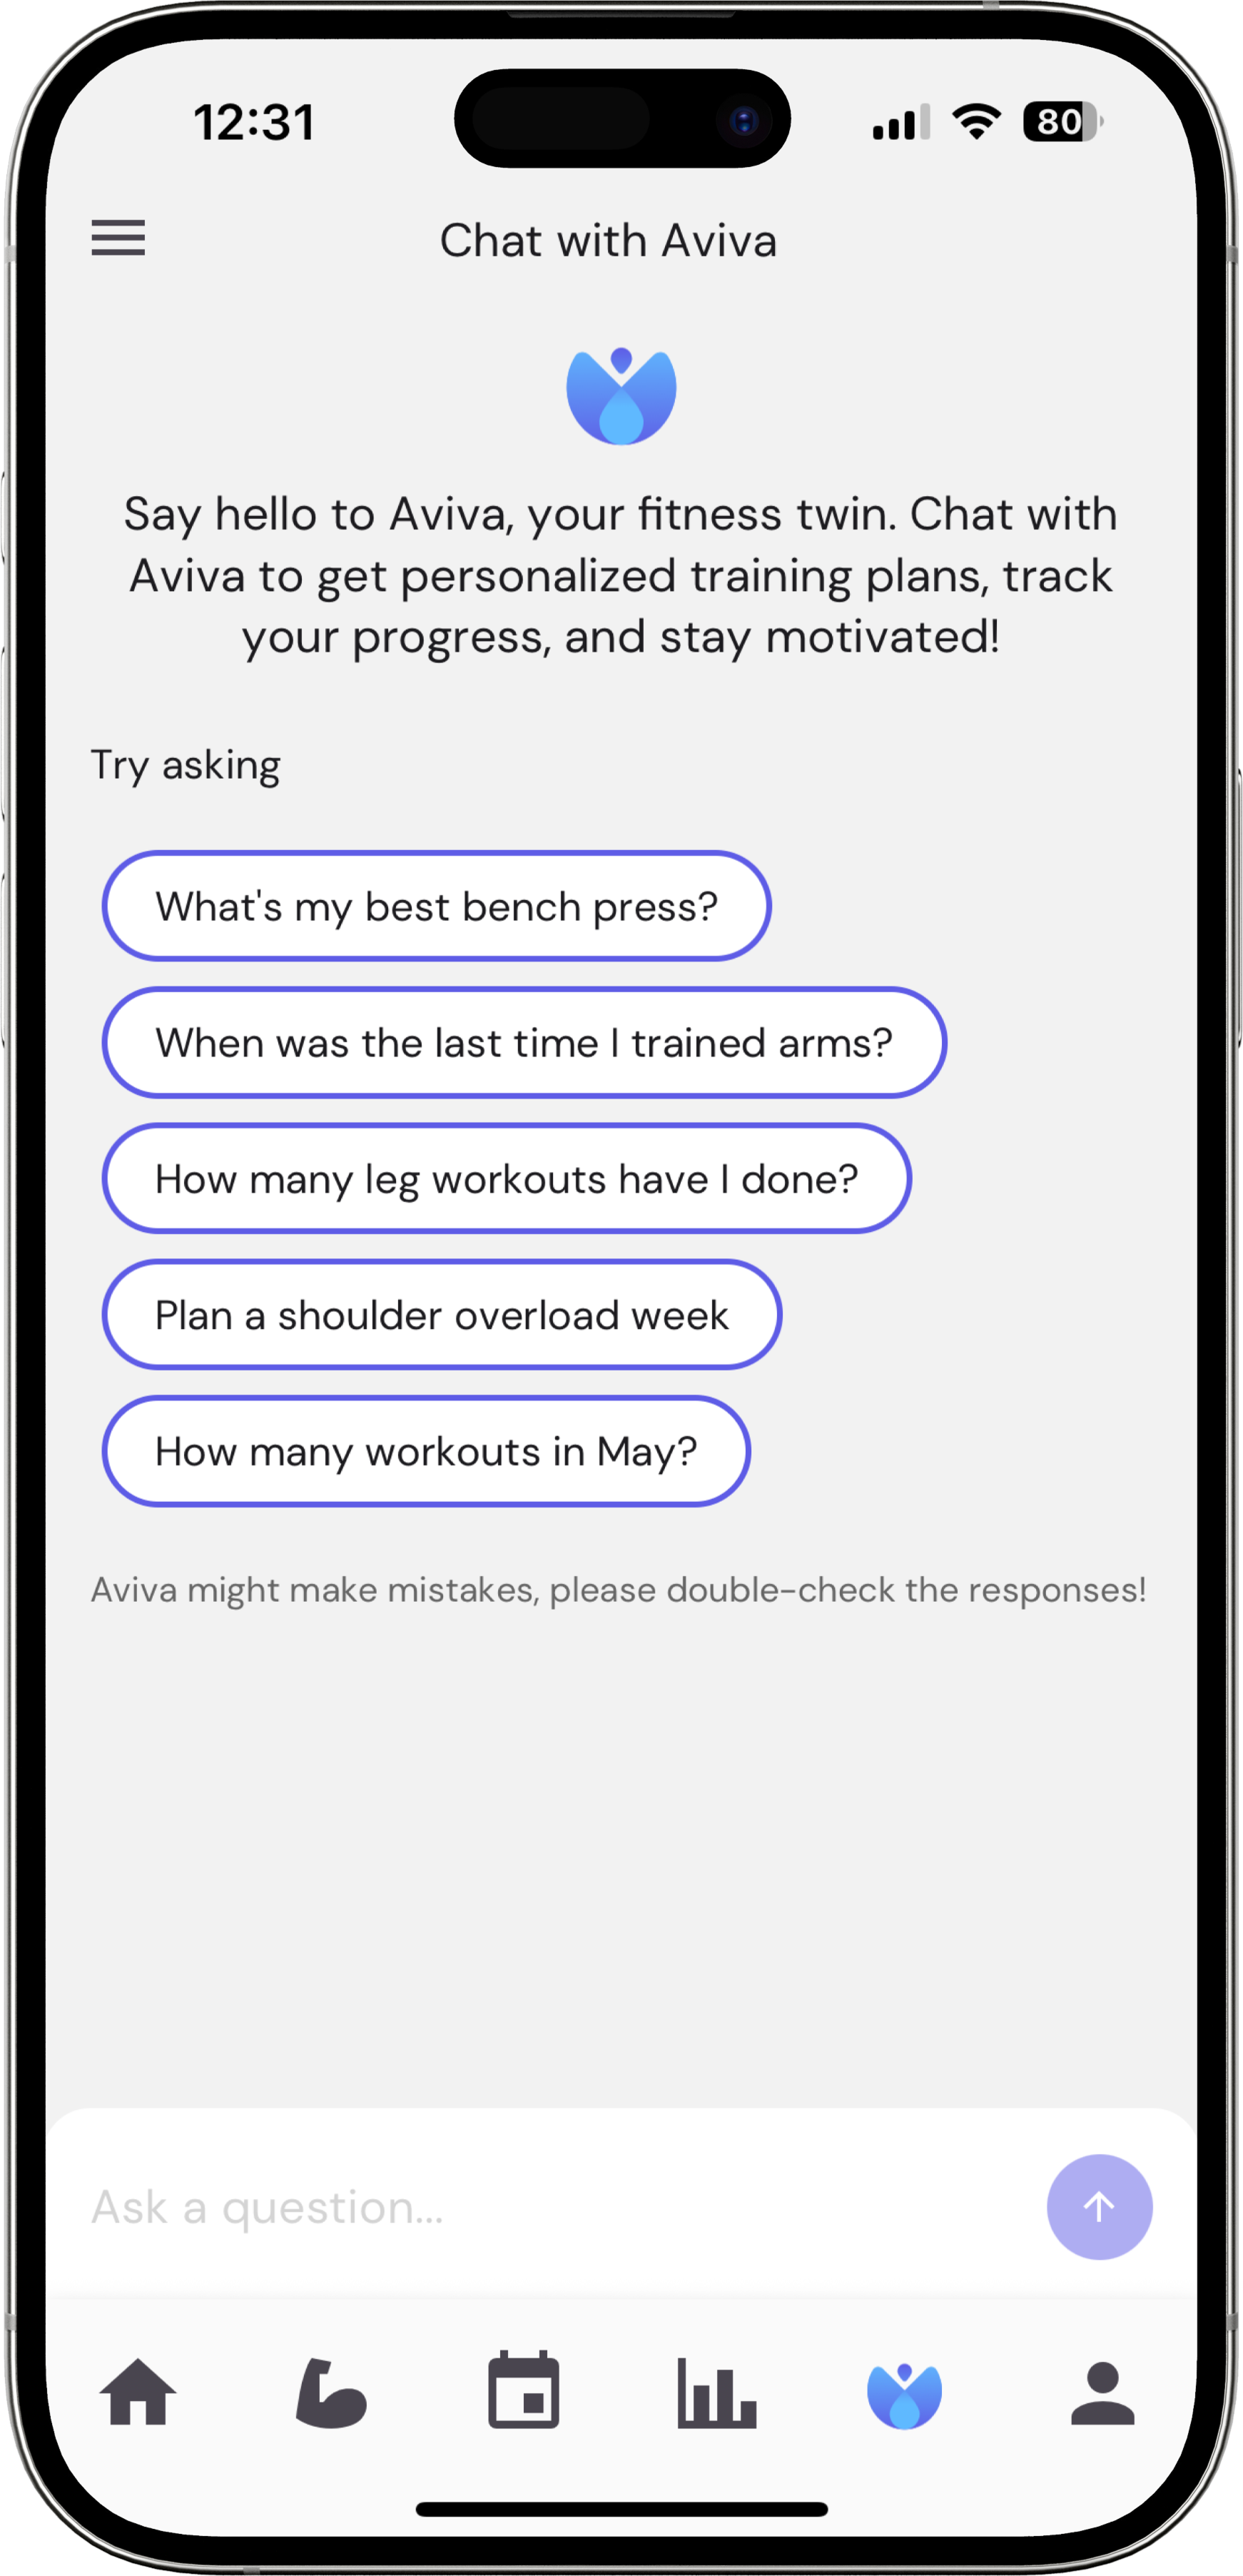 12:31
80
Chat with Aviva
Say hello to Aviva, your fitness twin. Chat with
Aviva to get personalized training plans, track
your progress, and stay motivated!
Try asking
What's my best bench press?
When was the last time I trained arms?
How many leg workouts have I done?
Plan a shoulder overload week
How many workouts in May?
Aviva might make mistakes, please double-check the responses!
Ask a question...